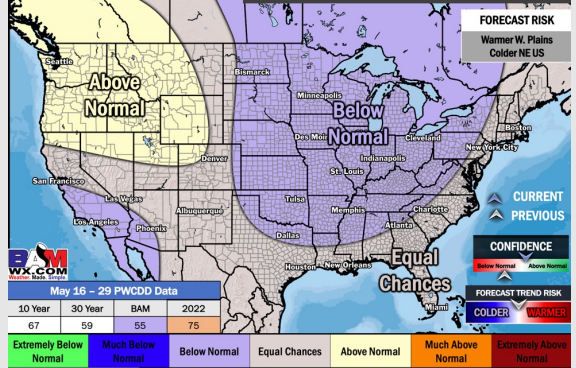 FORECAST RISK
Warmer W. Plains
Colder NE US
Seattle
Bismarck
Above
Normal
Minneapolis
Below
Normal
Des Moin
Cleveland
Boston
New York City
Indianapolis
Denver
St. Louis
San Francisco
Las Vegas
Tulsa
Memphis
Charlotte
Albuquerque
Los Angeles
Phoenix
Atlanta
Dallas
CURRENT
PREVIOUS
Equal
Chances
Houston
New Orleans
Miami
CONFIDENCE
Below Normal
Above Normal
FORECAST TREND RISK
COLDER
WARMER
BAM
WX.COM
Weather. Made. Simple.
May 16 – 29 PWCDD Data
10 Year 30 Year BAM 2022
67 59 55 75
Extremely Below Normal
Much Below Normal
Below Normal
Equal Chances
Above Normal
Much Above Normal
Extremely Above Normal